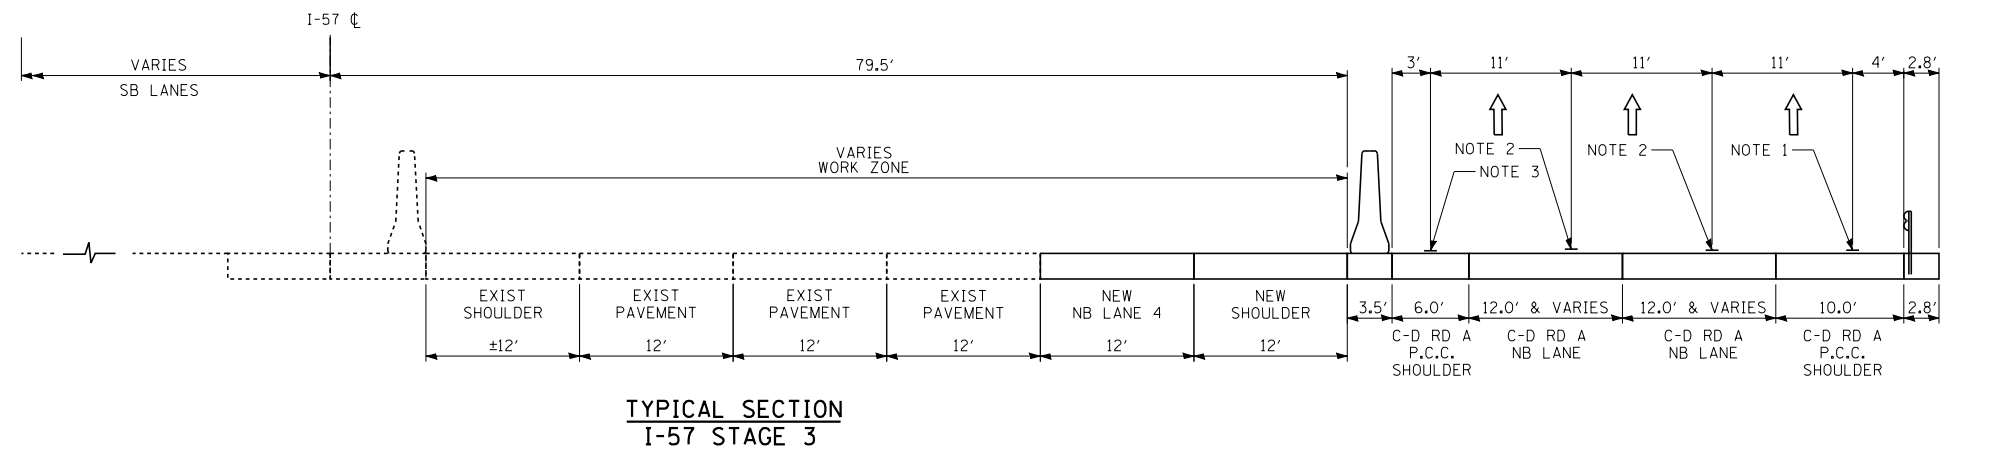 I-57 ℄
VARIES
SB LANES
79.5'
3'
11'
11'
11'
4'
2.8'
VARIES
WORK ZONE
NOTE 2
NOTE 3
NOTE 2
NOTE 1
EXIST
SHOULDER
EXIST
PAVEMENT
EXIST
PAVEMENT
EXIST
PAVEMENT
NEW
NB LANE 4
NEW
SHOULDER
±12'
12'
12'
12'
12'
12'
3.5'
6.0'
12.0' & VARIES
12.0' & VARIES
10.0'
2.8'
C-D RD A
P.C.C.
SHOULDER
C-D RD A
NB LANE
C-D RD A
NB LANE
C-D RD A
P.C.C.
SHOULDER
TYPICAL SECTION
I-57 STAGE 3